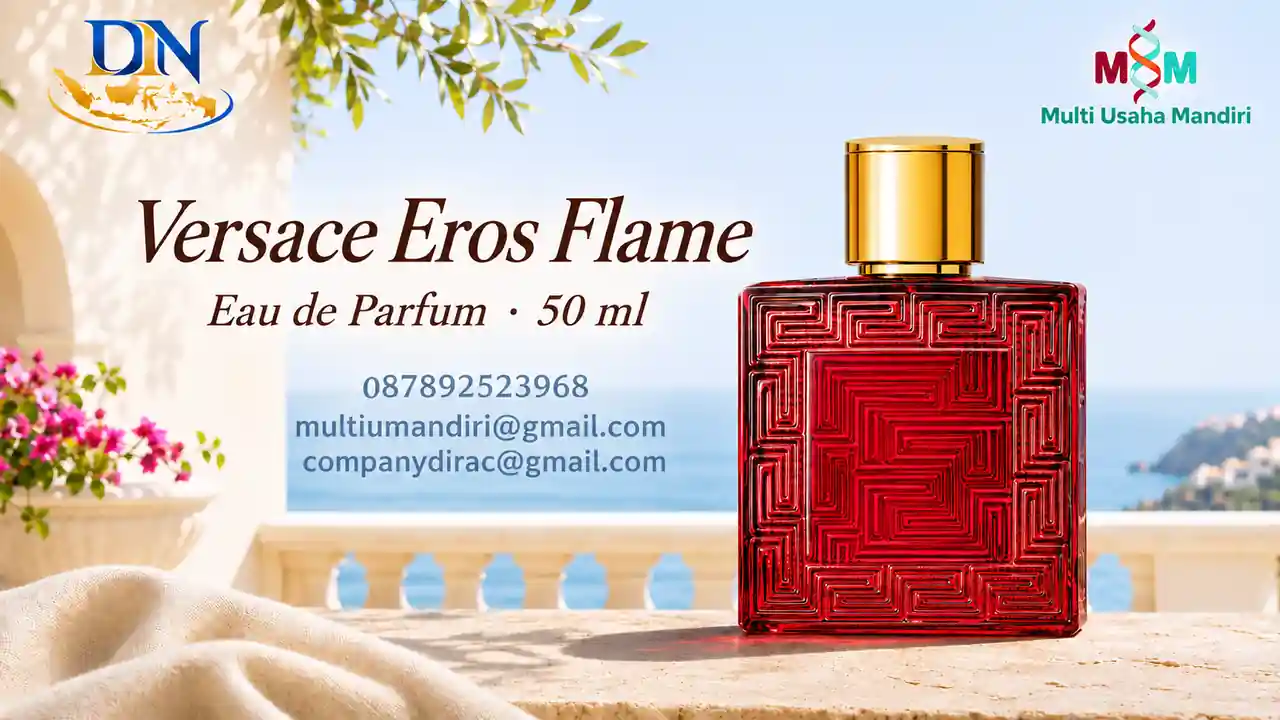 DN
MSM
Multi Usaha Mandiri
Versace Eros Flame
Eau de Parfum · 50 ml
087892523968
multiumandiri@gmail.com
companydirac@gmail.com